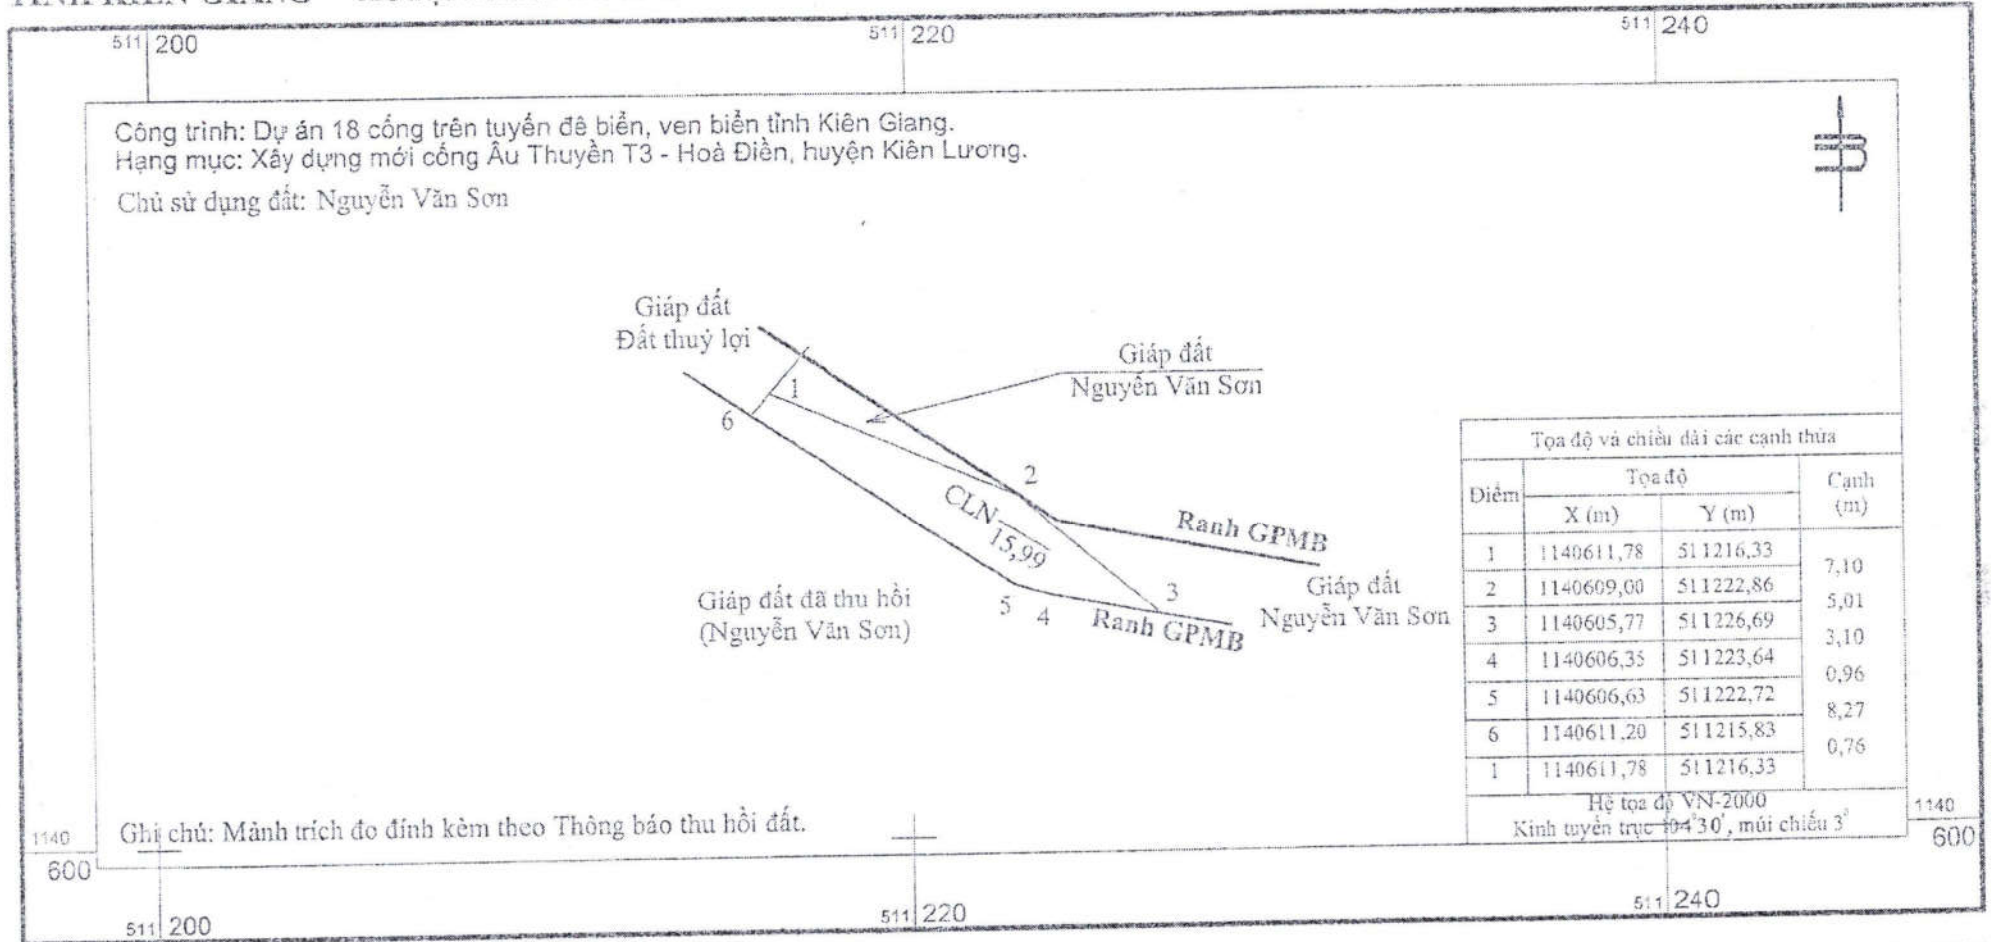 TỈNH KIÊN GIANG
511 200
511 220
511 240
Công trình: Dự án 18 cống trên tuyến đê biển, ven biển tỉnh Kiên Giang.
Hạng mục: Xây dựng mới cống Âu Thuyền T3 - Hoà Điền, huyện Kiên Lương.
Chủ sử dụng đất: Nguyễn Văn Sơn
Giáp đất
Đất thuỷ lợi
Giáp đất
Nguyễn Văn Sơn
1
6
2
CLN
15,99
Ranh GPMB
Giáp đất
Nguyễn Văn Sơn
3
5
4
Ranh GPMB
Giáp đất đã thu hồi
(Nguyễn Văn Sơn)
Tọa độ và chiều dài các cạnh thửa
Điểm Tọa độ Cạnh (m)
X (m) Y (m)
1 1140611,78 511216,33
7,10
2 1140609,00 511222,86
5,01
3 1140605,77 511226,69
3,10
4 1140606,35 511223,64
0,96
5 1140606,63 511222,72
8,27
6 1140611,20 511215,83
0,76
1 1140611,78 511216,33
Hệ tọa độ VN-2000
Kinh tuyến trục 104°30', múi chiếu 3°
Ghi chú: Mảnh trích đo đính kèm theo Thông báo thu hồi đất.
1140
600
1140
600
511 200
511 220
511 240